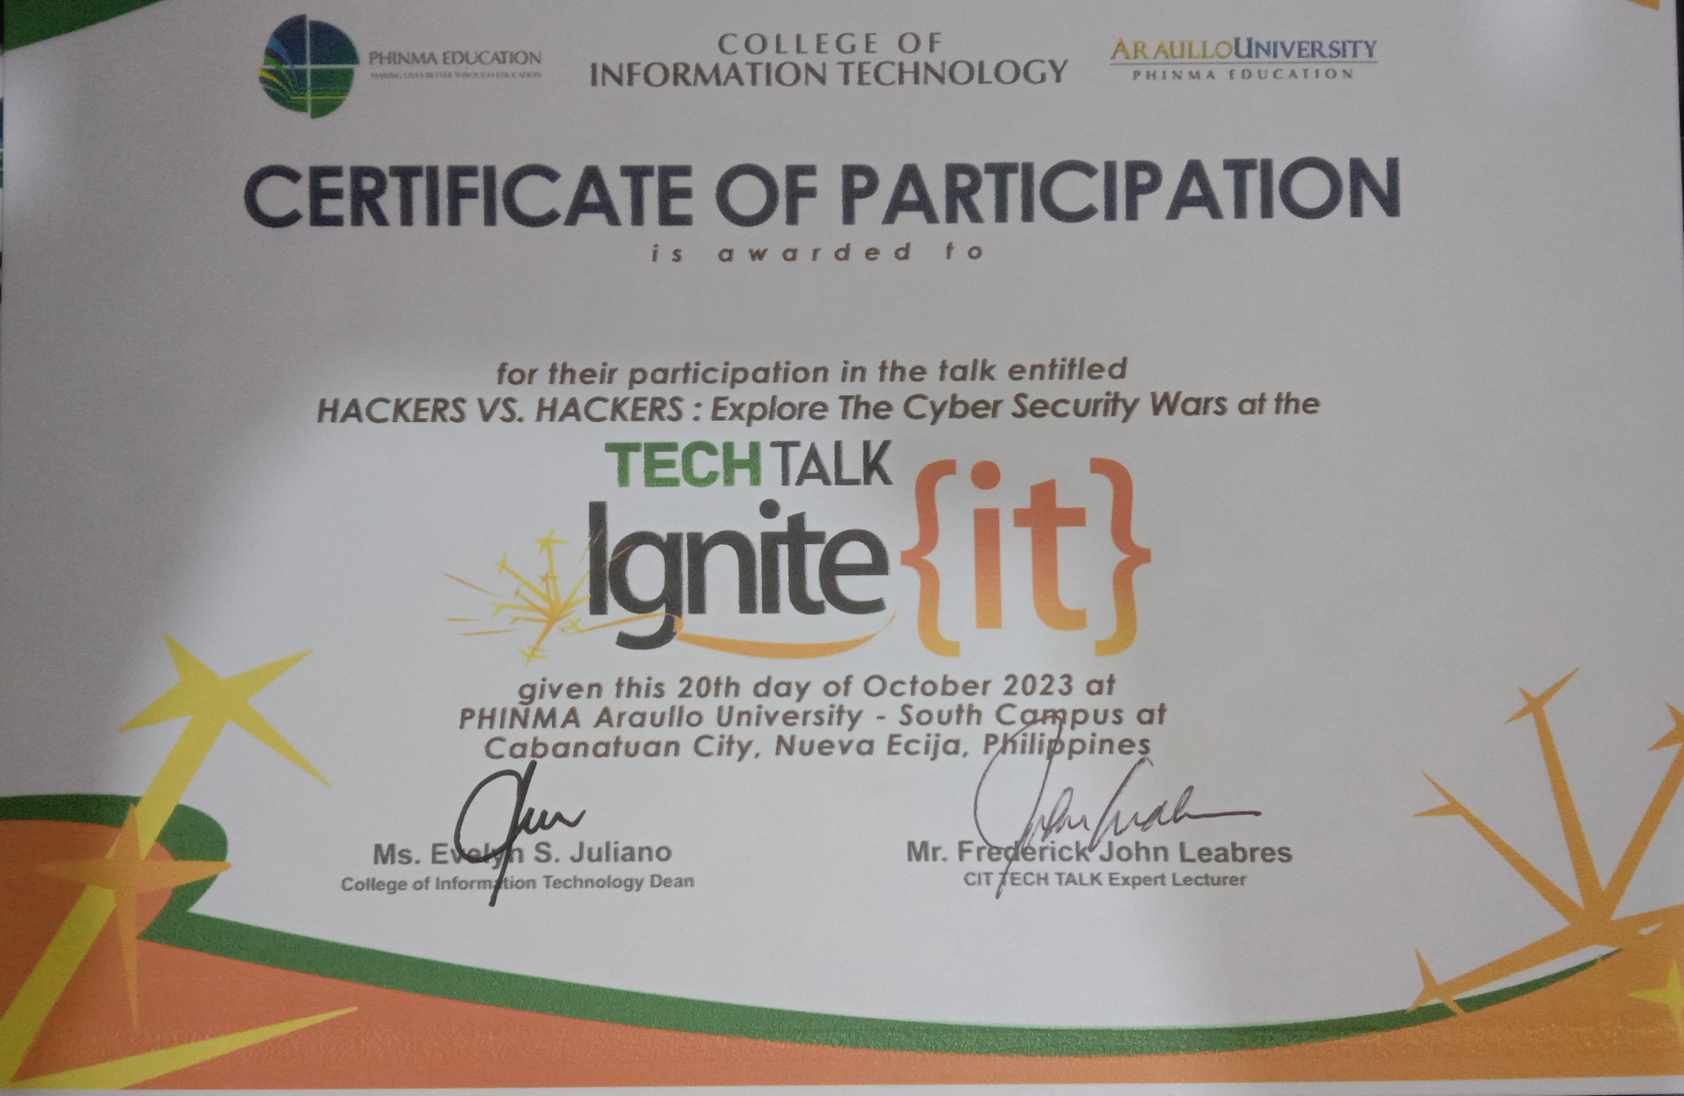 PHINMA EDUCATION
MAKING LIVES BETTER THROUGH EDUCATION
COLLEGE OF
INFORMATION TECHNOLOGY
ARAULLO UNIVERSITY
PHINMA EDUCATION
CERTIFICATE OF PARTICIPATION
is awarded to
for their participation in the talk entitled
HACKERS VS. HACKERS : Explore The Cyber Security Wars at the
TECH TALK
Ignite {it}
given this 20th day of October 2023 at
PHINMA Araullo University - South Campus at
Cabanatuan City, Nueva Ecija, Philippines
Ms. Evelyn S. Juliano
College of Information Technology Dean
Mr. Frederick John Leabres
CIT TECH TALK Expert Lecturer